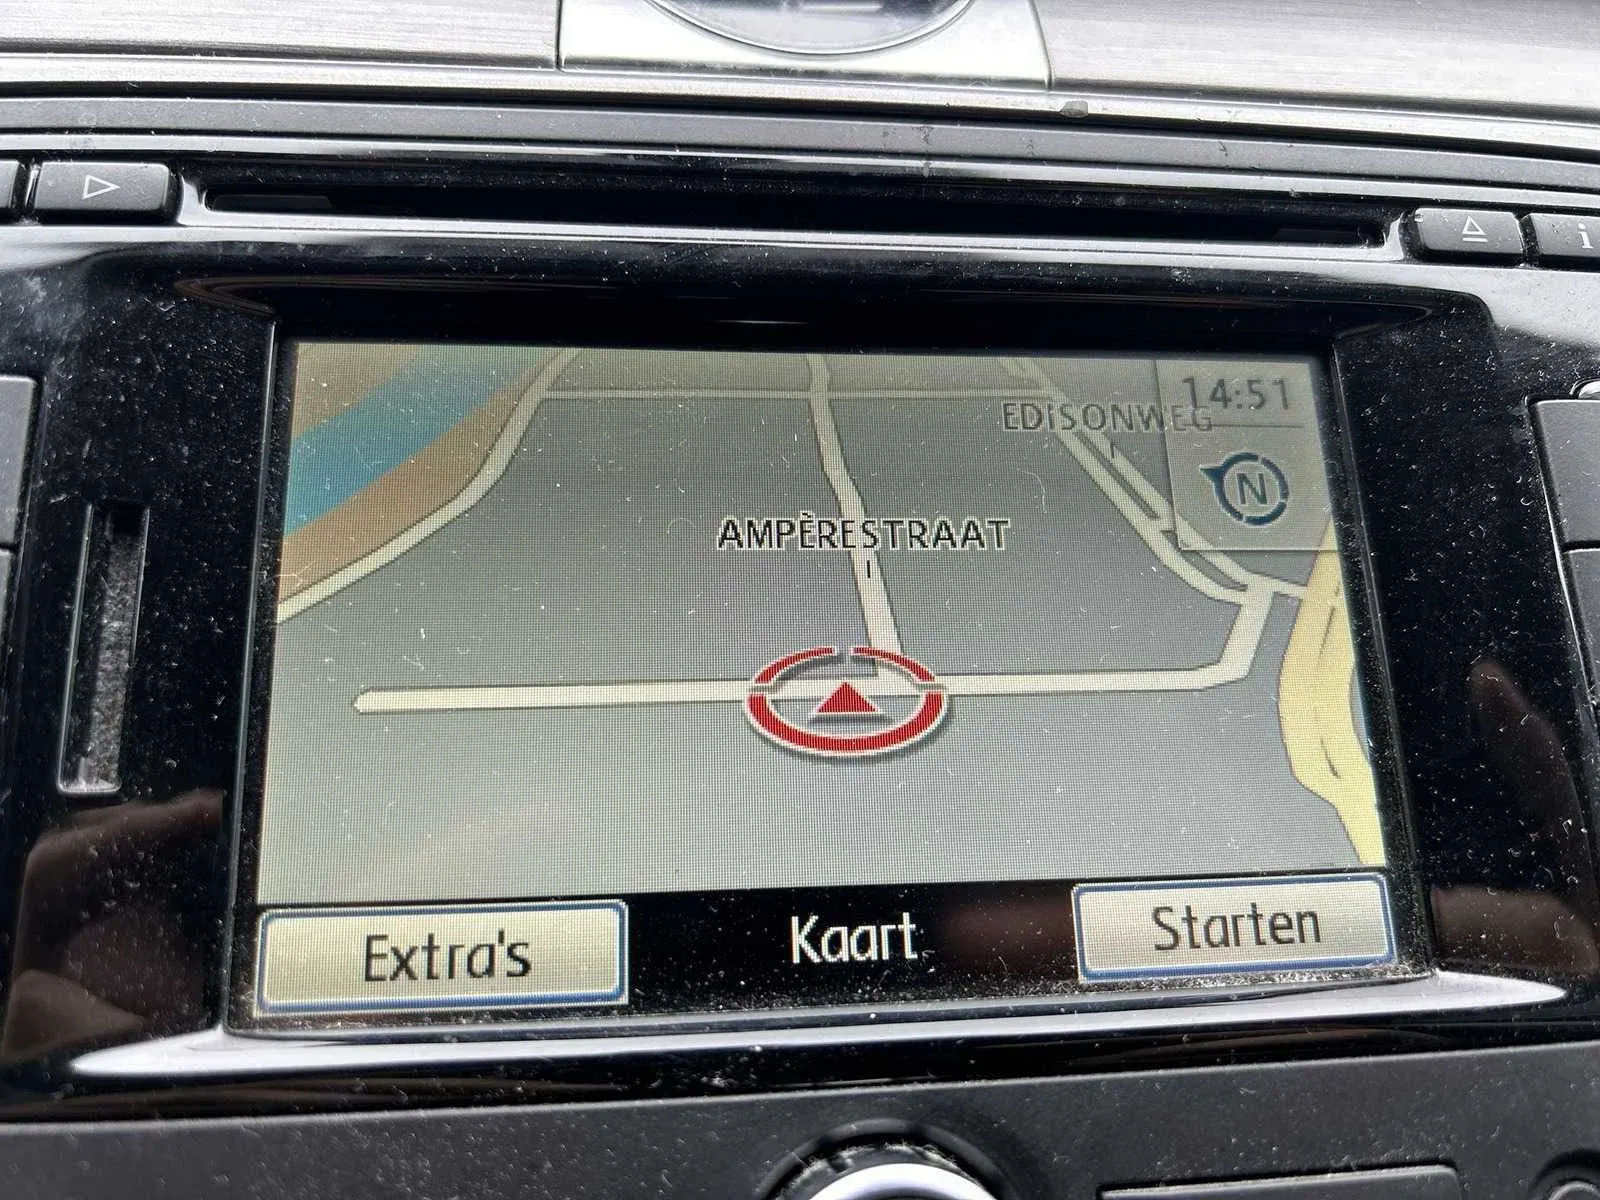 14:51
EDISONWEG
N
AMPÈRESTRAAT
Extra's
Kaart
Starten
i